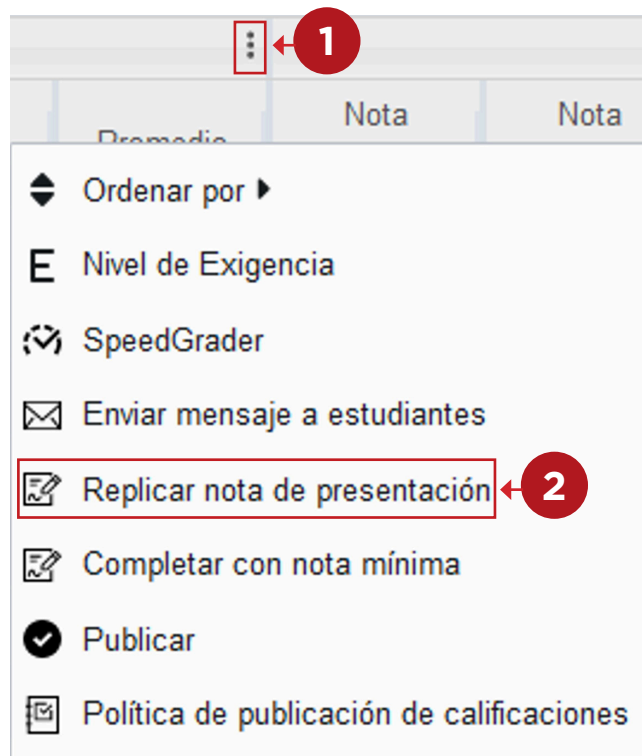 1
Nota
Nota
Promedio
Ordenar por
E Nivel de Exigencia
SpeedGrader
Enviar mensaje a estudiantes
Replicar nota de presentación
2
Completar con nota mínima
Publicar
Política de publicación de calificaciones